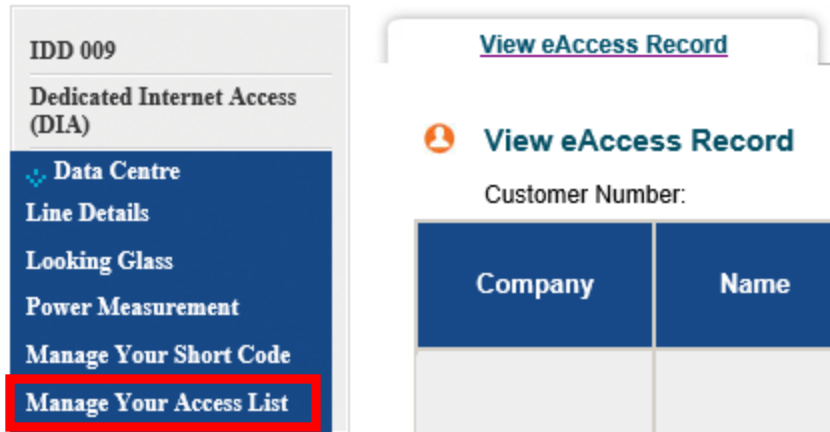 IDD 009
Dedicated Internet Access
(DIA)
Data Centre
Line Details
Looking Glass
Power Measurement
Manage Your Short Code
Manage Your Access List
View eAccess Record
View eAccess Record
Customer Number:
Company
Name